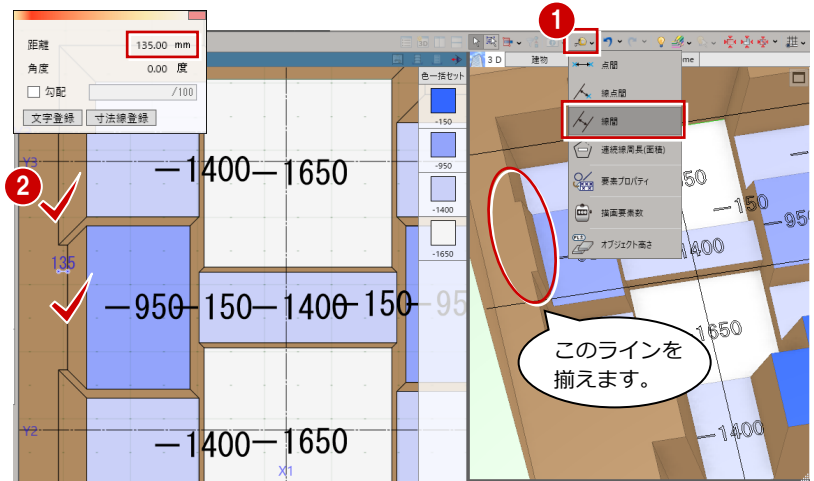 距離 135.00 mm
角度 0.00 度
勾配 /100
文字登録 寸法線登録
1
3 D
建物
me
色一括セット
-150
-950
-1400
-1650
点間
線点間
線間
連続線周長(面積)
要素プロパティ
描画要素数
オブジェクト高さ
Y3
2
-1400 -1650
135
-950 -150 -1400 -150 -95
Y2
-1400 -1650
X1
50
-150
-95
1400
1650
-1400
このラインを
揃えます。